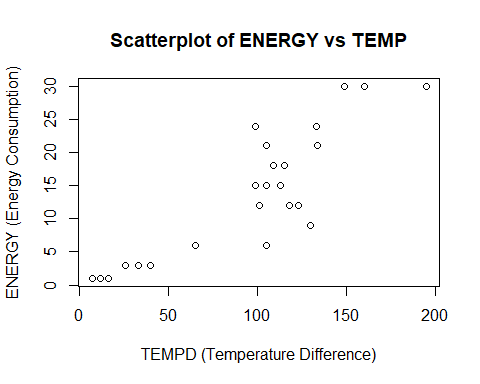 Scatterplot of ENERGY vs TEMP
ENERGY (Energy Consumption)
30
25
20
15
10
5
0
0 50 100 150 200
TEMPD (Temperature Difference)